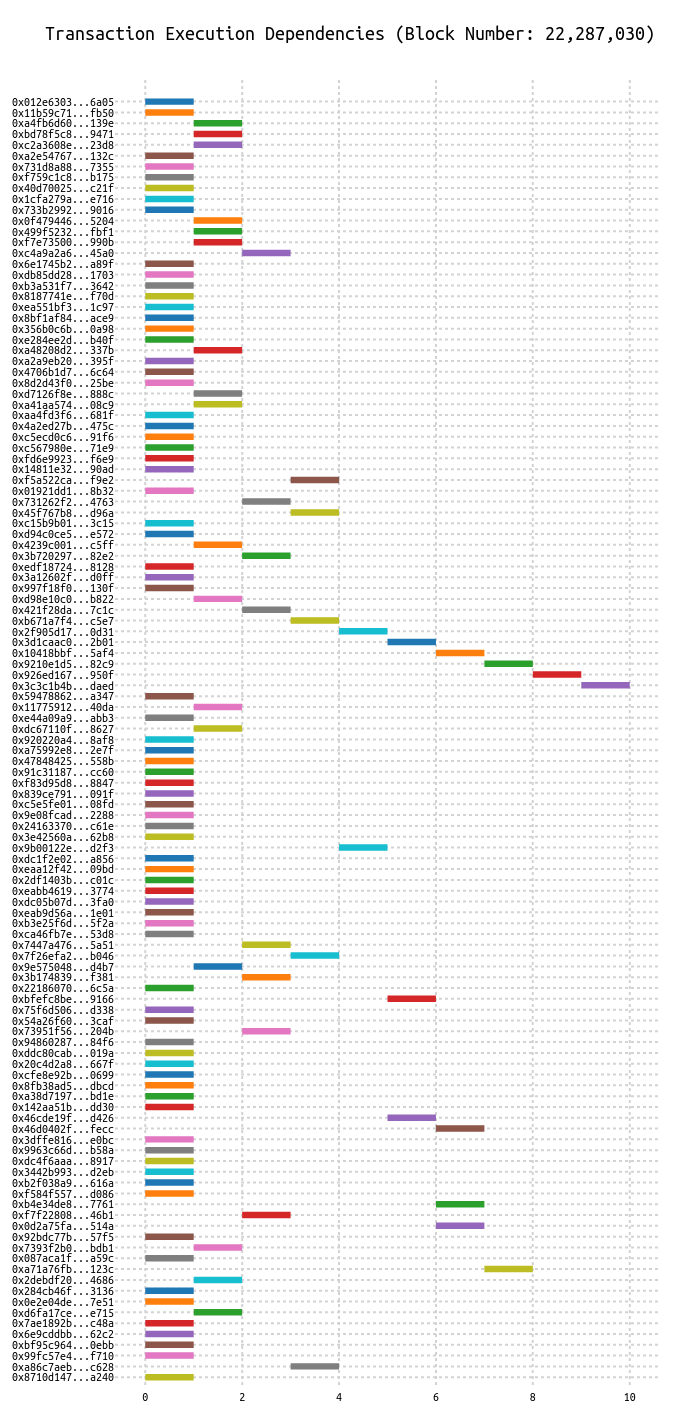 Transaction Execution Dependencies (Block Number: 22,287,030)
0x012e6303...6a05
0x11b59c71...fb50
0xa4fb6d60...139e
0xbd78f5c8...9471
0xc2a3608e...23d8
0xa2e54767...132c
0x731d8a88...7355
0xf759c1c8...b175
0x40d70025...c21f
0x1cfa279a...e716
0x733b2992...9016
0x0f479446...5204
0x499f5232...fbf1
0xf7e73500...990b
0xc4a9a2a6...45a0
0x6e1745b2...a89f
0xdb85dd28...1703
0xb3a531f7...3642
0x8187741e...f70d
0xea551bf3...1c97
0x8bf1af84...ace9
0x356b0c6b...0a98
0xe284ee2d...b40f
0xa48208d2...337b
0xa2a9eb20...395f
0x4706b1d7...6c64
0x8d2d43f0...25be
0xd7126f8e...888c
0xa41aa574...08c9
0xaa4fd3f6...681f
0x4a2ed27b...475c
0xc5ecd0c6...91f6
0xc567980e...71e9
0xfd6e9923...f6e9
0x14811e32...90ad
0xf5a522ca...f9e2
0x01921dd1...8b32
0x731262f2...4763
0x45f767b8...d96a
0xc15b9b01...3c15
0xd94c0ce5...e572
0x4239c001...c5ff
0x3b720297...82e2
0xedf18724...8128
0x3a12602f...d0ff
0x997f18f0...130f
0xd98e10c0...b822
0x421f28da...7c1c
0xb671a7f4...c5e7
0x2f905d17...0d31
0x3d1caac0...2b01
0x10418bbf...5af4
0x9210e1d5...82c9
0x926ed167...950f
0x3c3c1b4b...daed
0x59478862...a347
0x11775912...40da
0xe44a09a9...abb3
0xdc67110f...8627
0x920220a4...8af8
0xa75992e8...2e7f
0x47848425...558b
0x91c31187...cc60
0xf83d95d8...8847
0x839ce791...091f
0xc5e5fe01...08fd
0x9e08fcad...2288
0x24163370...c61e
0x3e42560a...62b8
0x9b00122e...d2f3
0xdc1f2e02...a856
0xeaa12f42...09bd
0x2df1403b...c01c
0xeabb4619...3774
0xdc05b07d...3fa0
0xeab9d56a...1e01
0xb3e25f6d...5f2a
0xca46fb7e...53d8
0x7447a476...5a51
0x7f26efa2...b046
0x9e575048...d4b7
0x3b174839...f381
0x22186070...6c5a
0xbfefc8be...9166
0x75f6d506...d338
0x54a26f60...3caf
0x73951f56...204b
0x94860287...84f6
0xddc80cab...019a
0x20c4d2a8...667f
0xcfe8e92b...0699
0x8fb38ad5...dbcd
0xa38d7197...bd1e
0x142aa51b...dd30
0x46cde19f...d426
0x46d0402f...fecc
0x3dffe816...e0bc
0x9963c66d...b58a
0xdc4f6aaa...8917
0x3442b993...d2eb
0xb2f038a9...616a
0xf584f557...d086
0xb4e34de8...7761
0xf7f22808...46b1
0x0d2a75fa...514a
0x92bdc77b...57f5
0x7393f2b0...bdb1
0x087aca1f...a59c
0xa71a76fb...123c
0x2debdf20...4686
0x284cb46f...3136
0x0e2e04de...7e51
0xd6fa17ce...e715
0x7ae1892b...c48a
0x6e9cddbb...62c2
0xbf95c964...0ebb
0x99fc57e4...f710
0xa86c7aeb...c628
0x8710d147...a240
0 2 4 6 8 10